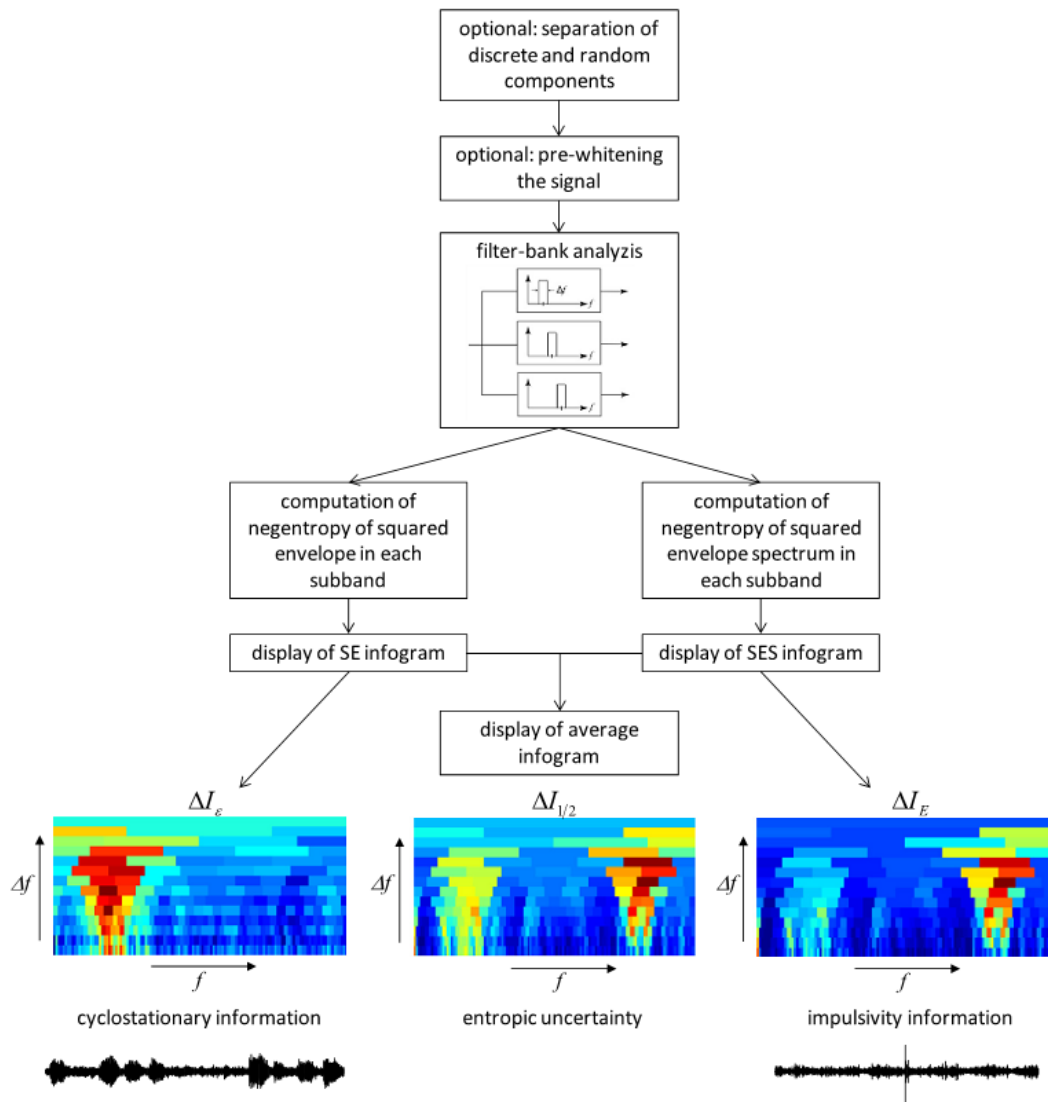 optional: separation of
discrete and random
components
optional: pre-whitening
the signal
filter-bank analyzis
Δf
f
f
f
computation of
negentropy of squared
envelope in each
subband
computation of
negentropy of squared
envelope spectrum in
each subband
display of SE infogram
display of SES infogram
display of average
infogram
ΔI_ε
ΔI_1/2
ΔI_E
Δf
Δf
Δf
f
f
f
cyclostationary information
entropic uncertainty
impulsivity information